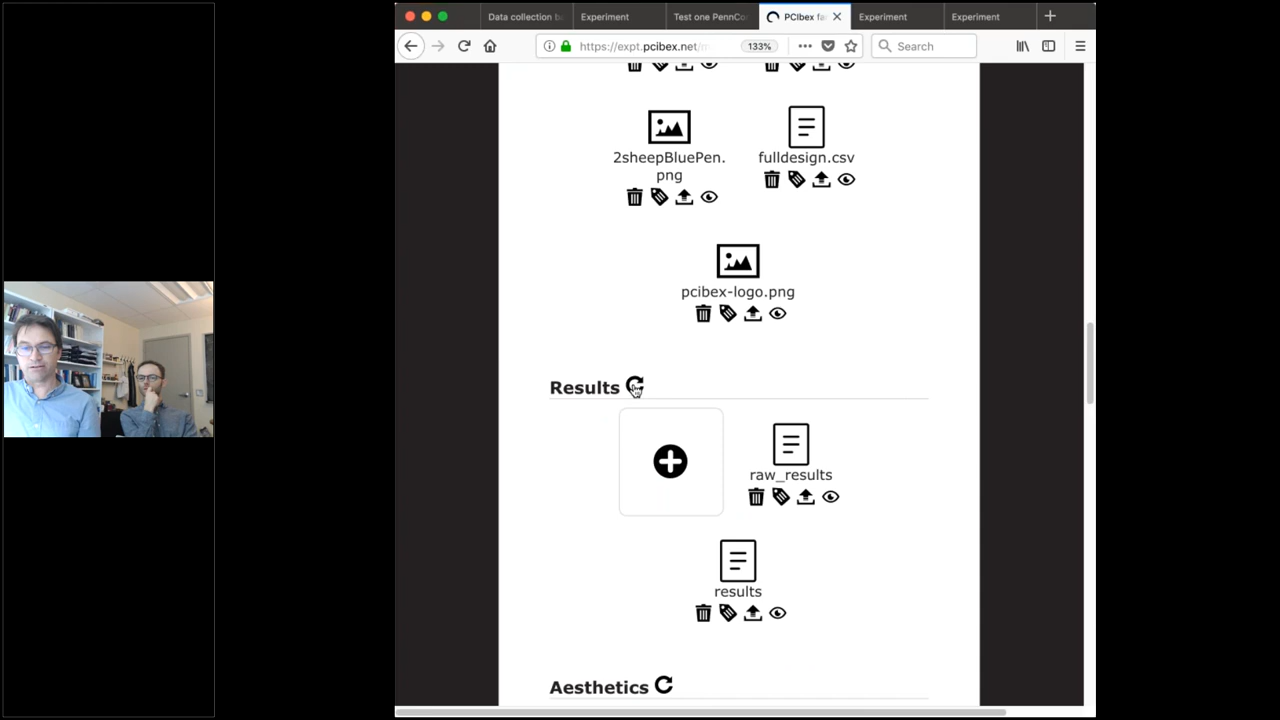 Data collection b
Experiment
Test one PennCo
PCIbex fa
Experiment
Experiment
https://expt.pcibex.net/
133%
Search
2sheepBluePen.
png
fulldesign.csv
pcibex-logo.png
Results
raw_results
results
Aesthetics